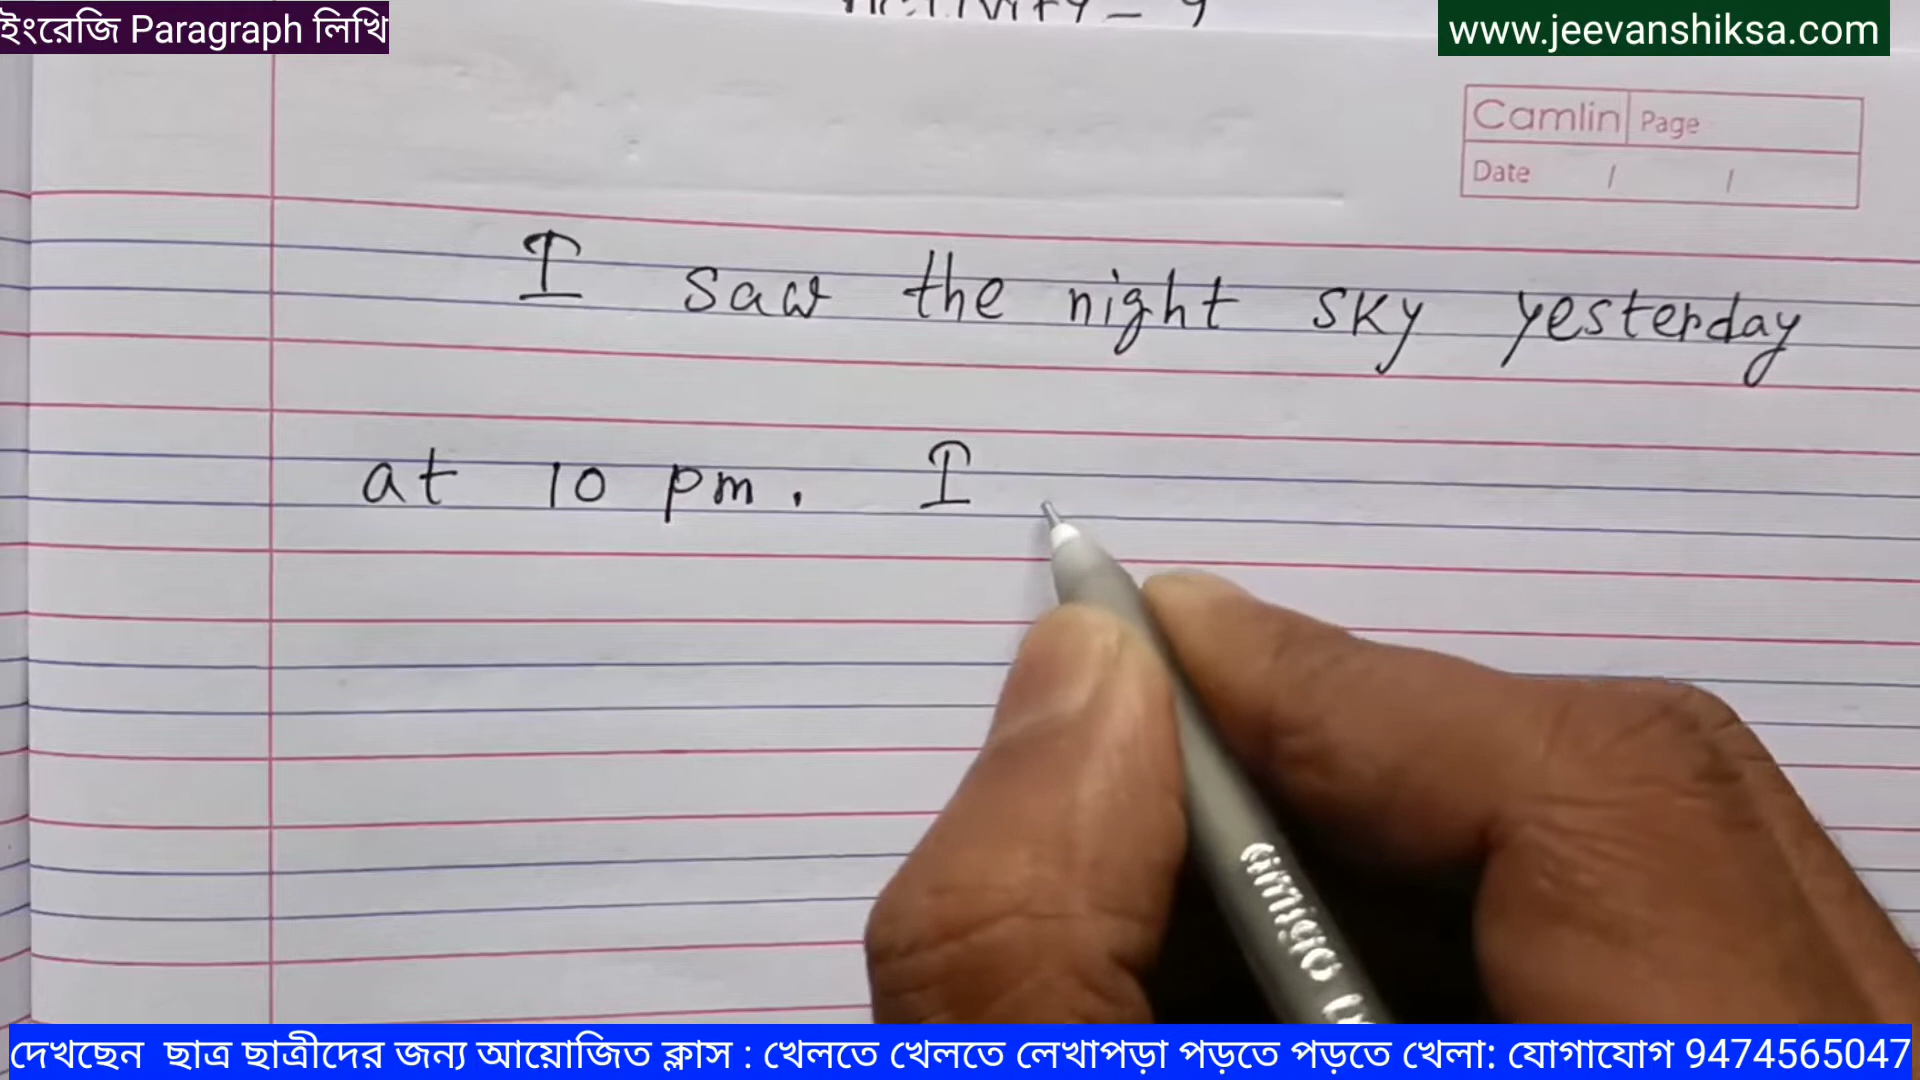 ইংরেজি Paragraph লিখি
www.jeevanshiksa.com
Camlin Page
Date / /
I saw the night sky yesterday
at 10 pm. I
amigo
দেখছেন ছাত্র ছাত্রীদের জন্য আয়োজিত ক্লাস : খেলতে খেলতে লেখাপড়া পড়তে পড়তে খেলা: যোগাযোগ 9474565047